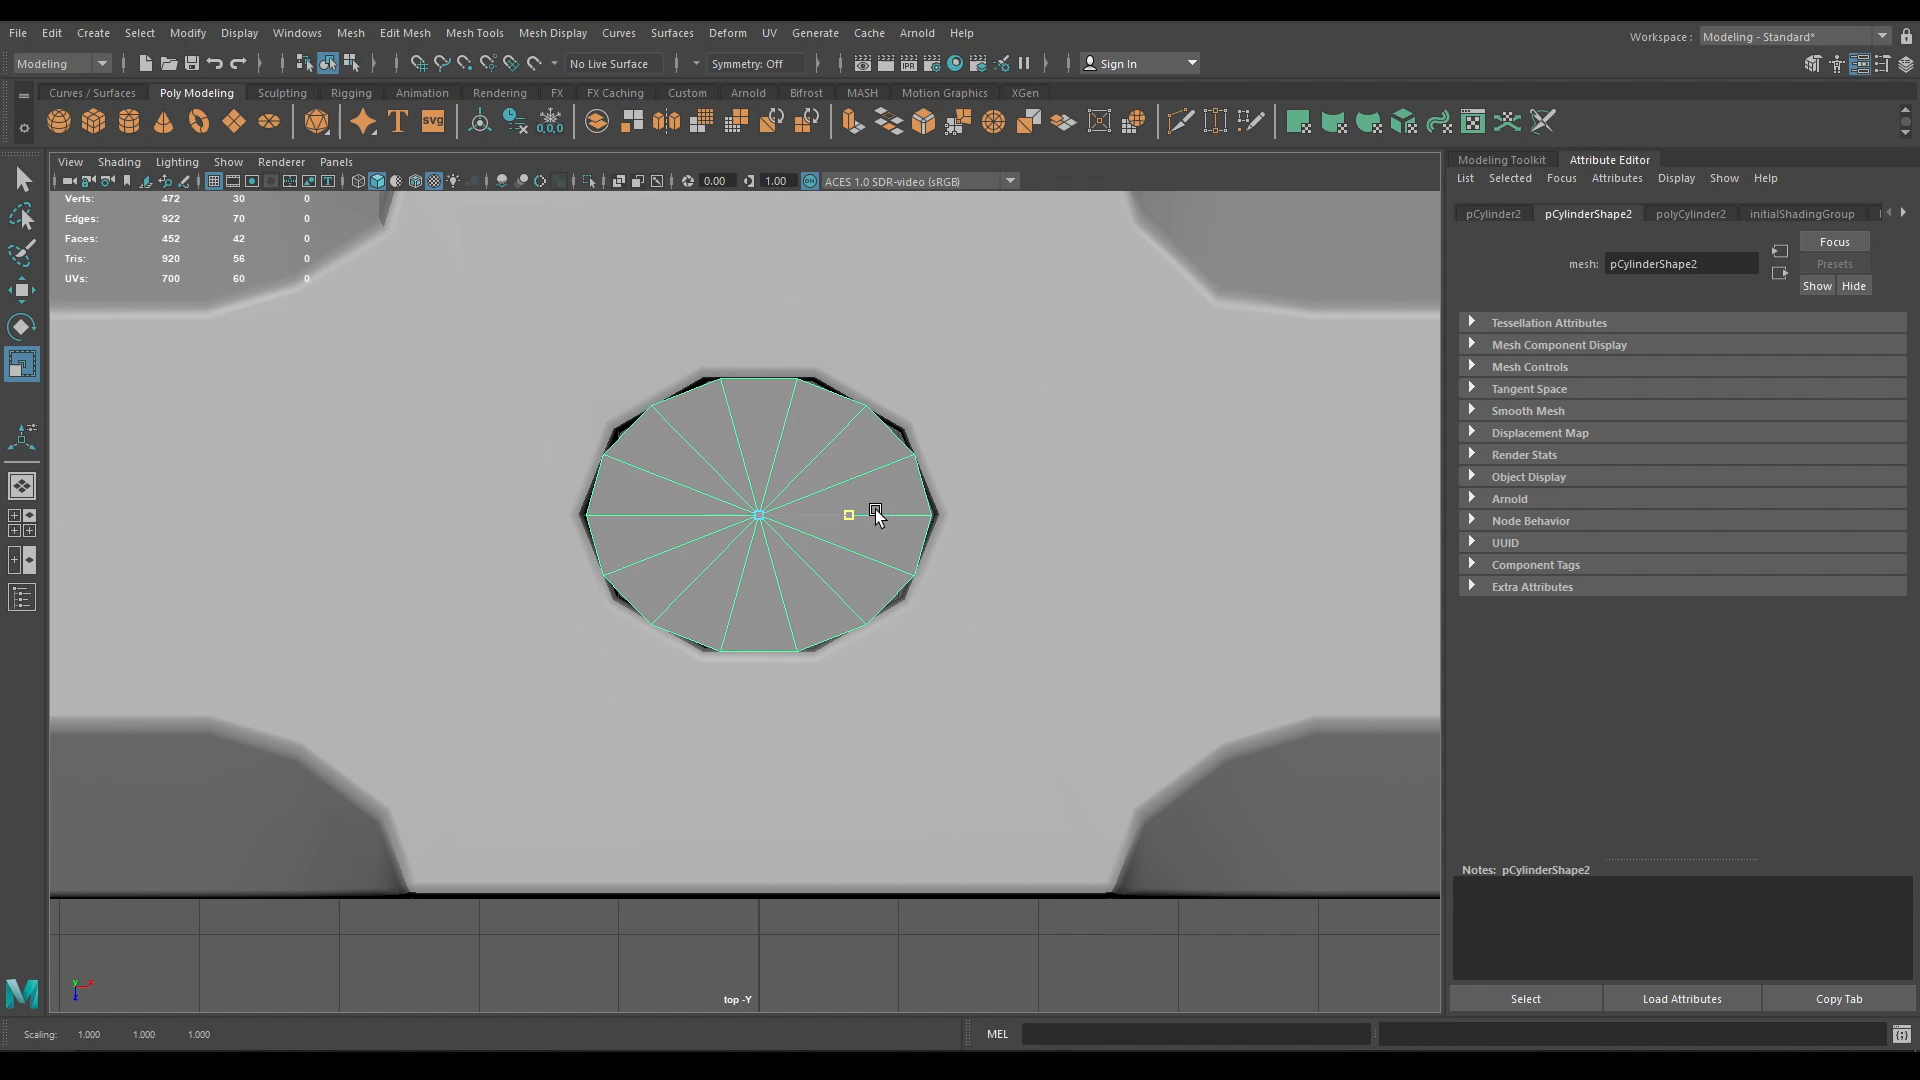 File Edit Create Select Modify Display Windows Mesh Edit Mesh Mesh Tools Mesh Display Curves Surfaces Deform UV Generate Cache Arnold Help
Workspace : Modeling - Standard*
Modeling No Live Surface Symmetry: Off Sign In
Curves / Surfaces Poly Modeling Sculpting Rigging Animation Rendering FX FX Caching Custom Arnold Bifrost MASH Motion Graphics XGen
T svg 0,0,0
View Shading Lighting Show Renderer Panels
0.00 1.00 ACES 1.0 SDR-video (sRGB)
Verts: 472 30 0
Edges: 922 70 0
Faces: 452 42 0
Tris: 920 56 0
UVs: 700 60 0
top -Y
y x z
Modeling Toolkit Attribute Editor
List Selected Focus Attributes Display Show Help
pCylinder2 pCylinderShape2 polyCylinder2 initialShadingGroup
Focus
mesh: pCylinderShape2
Presets
Show Hide
Tessellation Attributes
Mesh Component Display
Mesh Controls
Tangent Space
Smooth Mesh
Displacement Map
Render Stats
Object Display
Arnold
Node Behavior
UUID
Component Tags
Extra Attributes
Notes: pCylinderShape2
Select Load Attributes Copy Tab
Scaling: 1.000 1.000 1.000
MEL